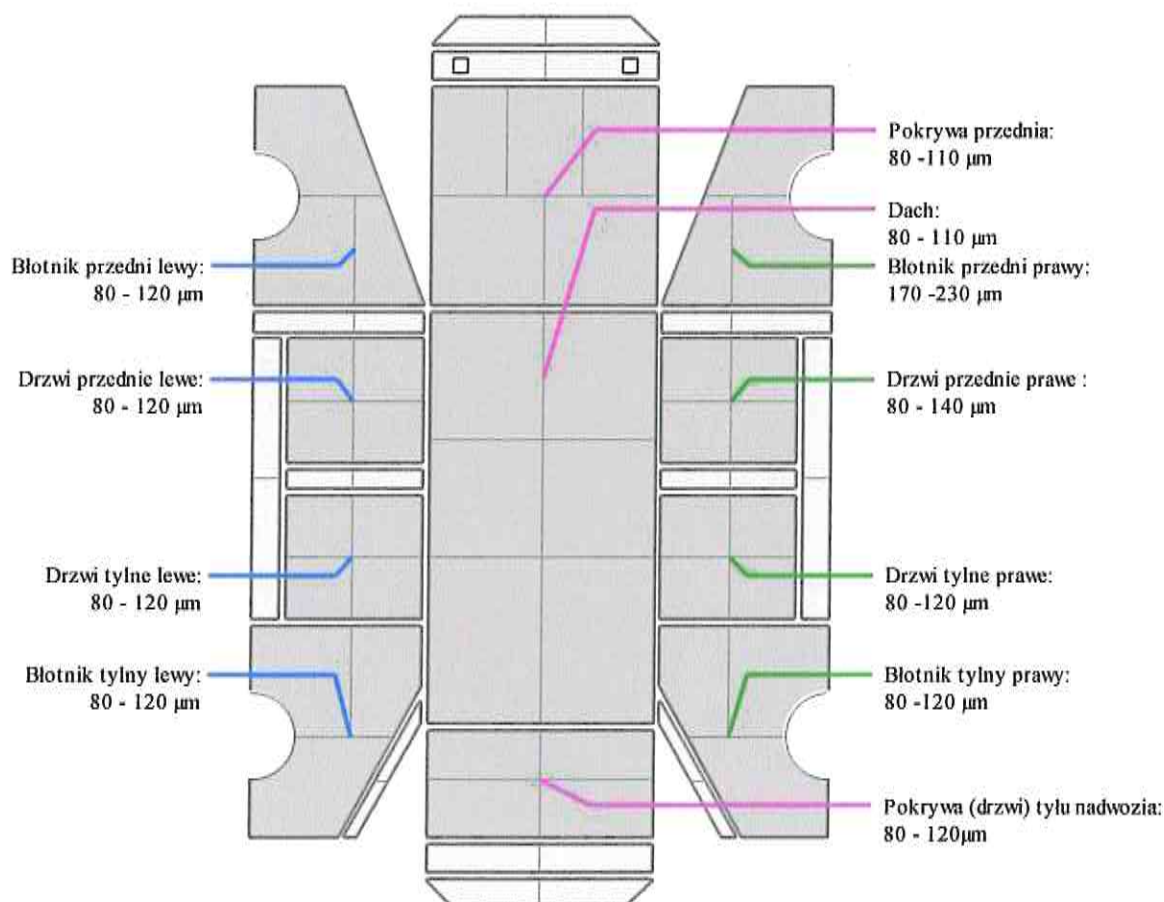 Pokrywa przednia:
80 -110 µm
Dach:
80 - 110 µm
Błotnik przedni lewy:
80 - 120 µm
Błotnik przedni prawy:
170 -230 µm
Drzwi przednie lewe:
80 - 120 µm
Drzwi przednie prawe :
80 - 140 µm
Drzwi tylne lewe:
80 - 120 µm
Drzwi tylne prawe:
80 -120 µm
Błotnik tylny lewy:
80 - 120 µm
Błotnik tylny prawy:
80 -120 µm
Pokrywa (drzwi) tyłu nadwozia:
80 - 120µm